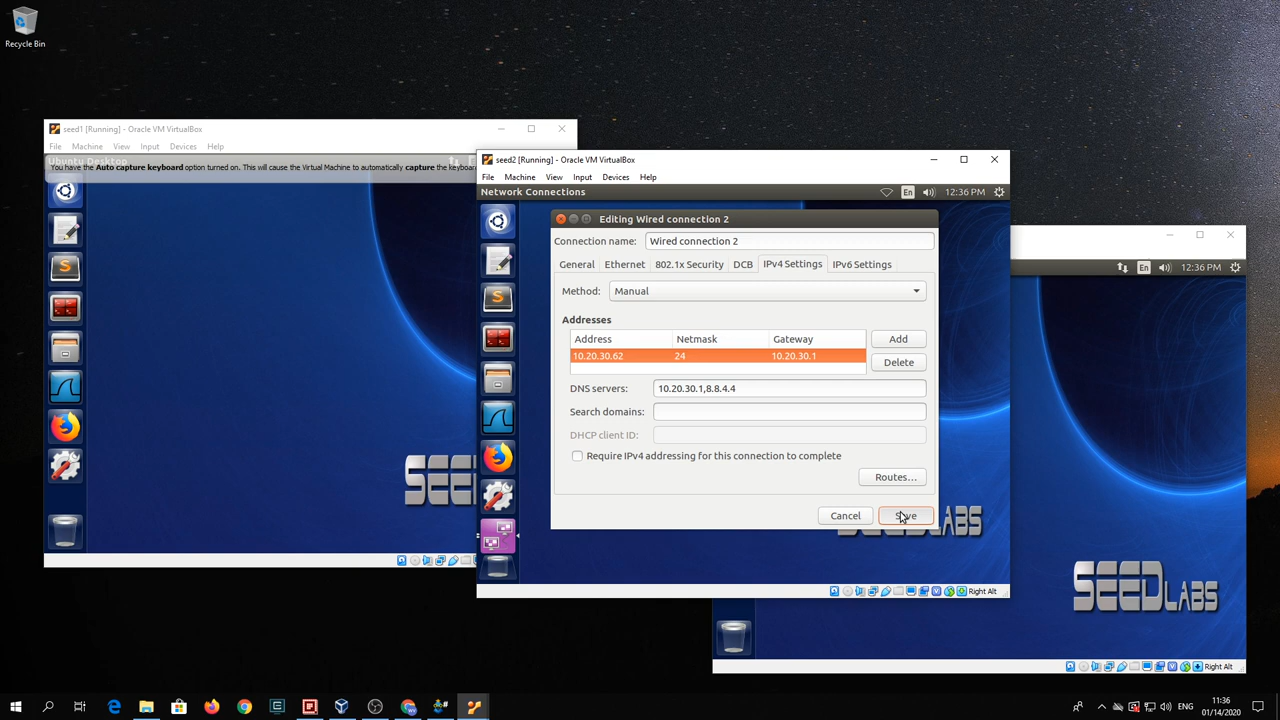 Recycle Bin
seed1 [Running] - Oracle VM VirtualBox
File Machine View Input Devices Help
Ubuntu Desktop
You have the Auto capture keyboard option turned on. This will cause the Virtual Machine to automatically capture the keyboar
SEED
seed2 [Running] - Oracle VM VirtualBox
File Machine View Input Devices Help
Network Connections
En
12:36 PM
Editing Wired connection 2
Connection name: Wired connection 2
General Ethernet 802.1x Security DCB IPv4 Settings IPv6 Settings
Method: Manual
Addresses
Address Netmask Gateway
10.20.30.62 24 10.20.30.1
Add
Delete
DNS servers: 10.20.30.1,8.8.4.4
Search domains:
DHCP client ID:
Require IPv4 addressing for this connection to complete
Routes...
Cancel Save
LABS
Right Alt
En
12:36 PM
SEEDLABS
Right Alt
ENG
11:36
01/14/2020